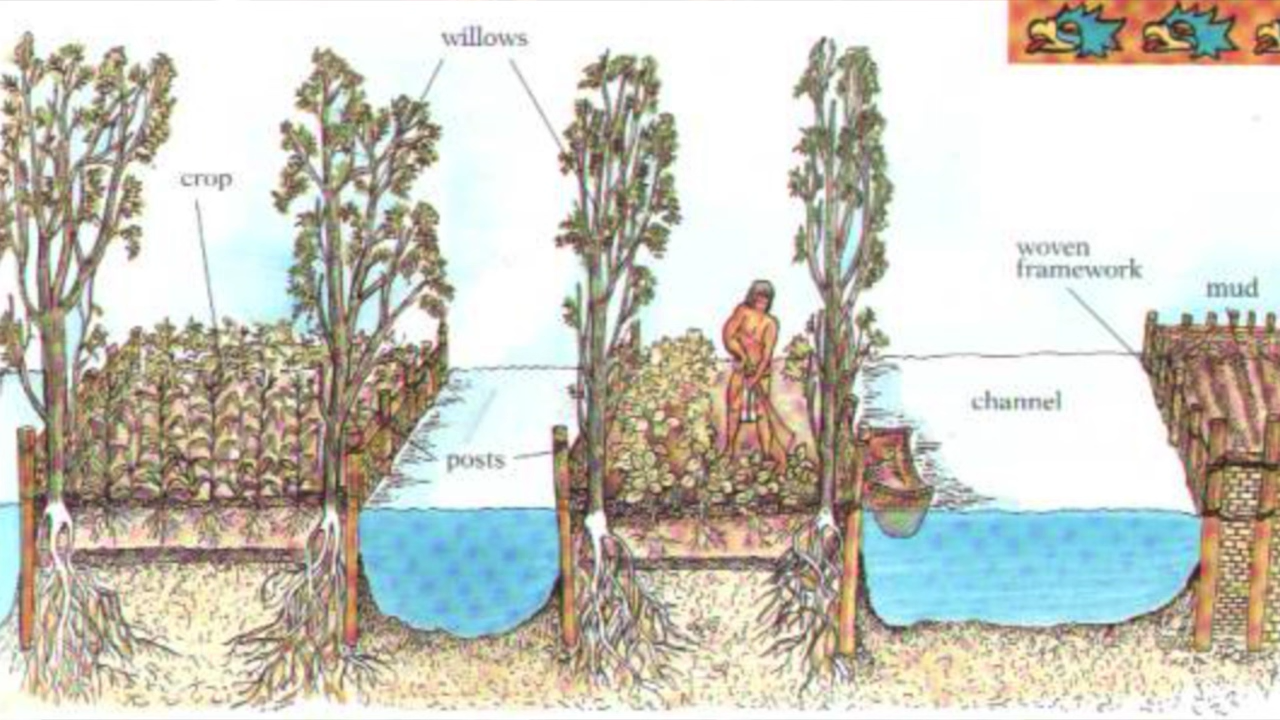 willows
crop
woven
framework
mud
channel
posts